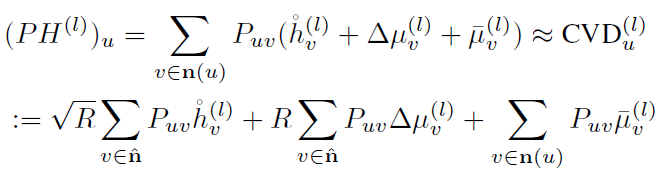 (PH^{(l)})_u = \sum_{v \in \mathbf{n}(u)} P_{uv}(\mathring{h}_v^{(l)} + \Delta\mu_v^{(l)} + \bar{\mu}_v^{(l)}) \approx \text{CVD}_u^{(l)}
:= \sqrt{R} \sum_{v \in \hat{\mathbf{n}}} P_{uv} \mathring{h}_v^{(l)} + R \sum_{v \in \hat{\mathbf{n}}} P_{uv} \Delta\mu_v^{(l)} + \sum_{v \in \mathbf{n}(u)} P_{uv} \bar{\mu}_v^{(l)}